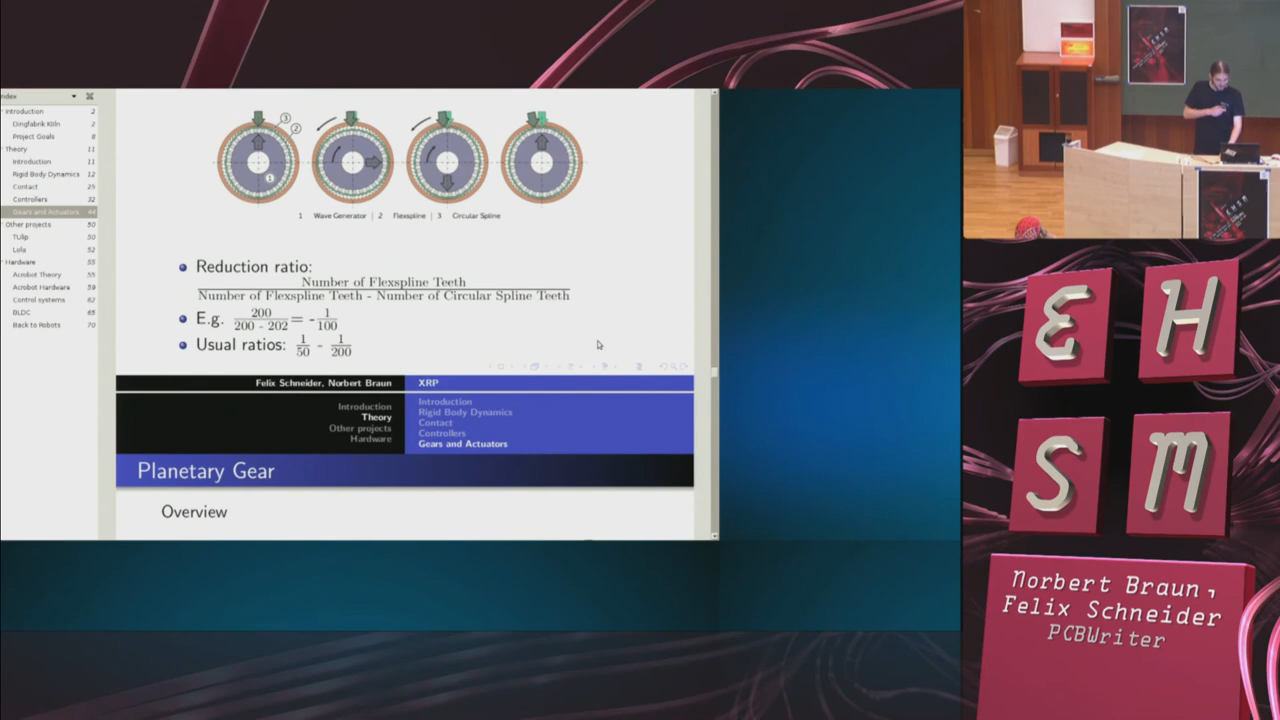 ndex
Introduction 2
Dingfabrik Köln 2
Project Goals 8
Theory 11
Introduction 11
Rigid Body Dynamics 12
Contact 25
Controllers 32
Gears and Actuators 44
Other projects 50
TUlip 50
Lola 52
Hardware 55
Acrobot Theory 55
Acrobot Hardware 59
Control systems 62
BLDC 65
Back to Robots 70
3
2
1
1 Wave Generator | 2 Flexspline | 3 Circular Spline
Reduction ratio:
Number of Flexspline Teeth
Number of Flexspline Teeth - Number of Circular Spline Teeth
E.g. 200 / 200 - 202 = - 1 / 100
Usual ratios: 1 / 50 - 1 / 200
Felix Schneider, Norbert Braun XRP
Introduction
Theory
Other projects
Hardware
Introduction
Rigid Body Dynamics
Contact
Controllers
Gears and Actuators
Planetary Gear
Overview
EH
SM
Norbert Braun,
Felix Schneider
PCBWriter